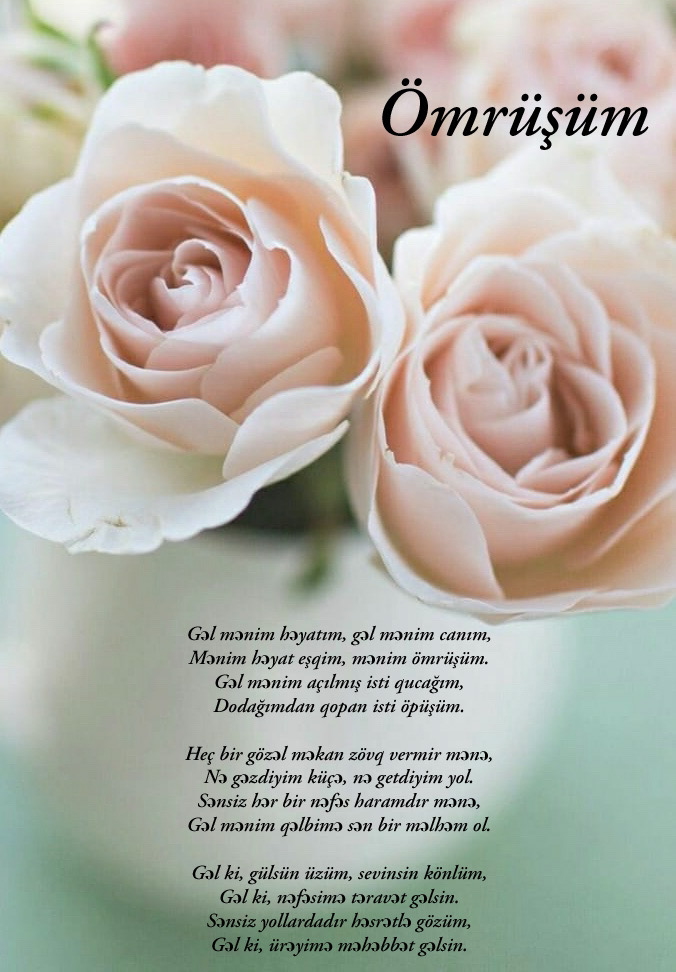 Ömrüşüm
Gəl mənim həyatım, gəl mənim canım,
Mənim həyat eşqim, mənim ömrüşüm.
Gəl mənim açılmış isti qucağım,
Dodağımdan qopan isti öpüşüm.
Heç bir gözəl məkan zövq vermir mənə,
Nə gəzdiyim küçə, nə getdiyim yol.
Sənsiz hər bir nəfəs haramdır mənə,
Gəl mənim qəlbimə sən bir məlhəm ol.
Gəl ki, gülsün üzüm, sevinsin könlüm,
Gəl ki, nəfəsimə təravət gəlsin.
Sənsiz yollardadır həsrətlə gözüm,
Gəl ki, ürəyimə məhəbbət gəlsin.